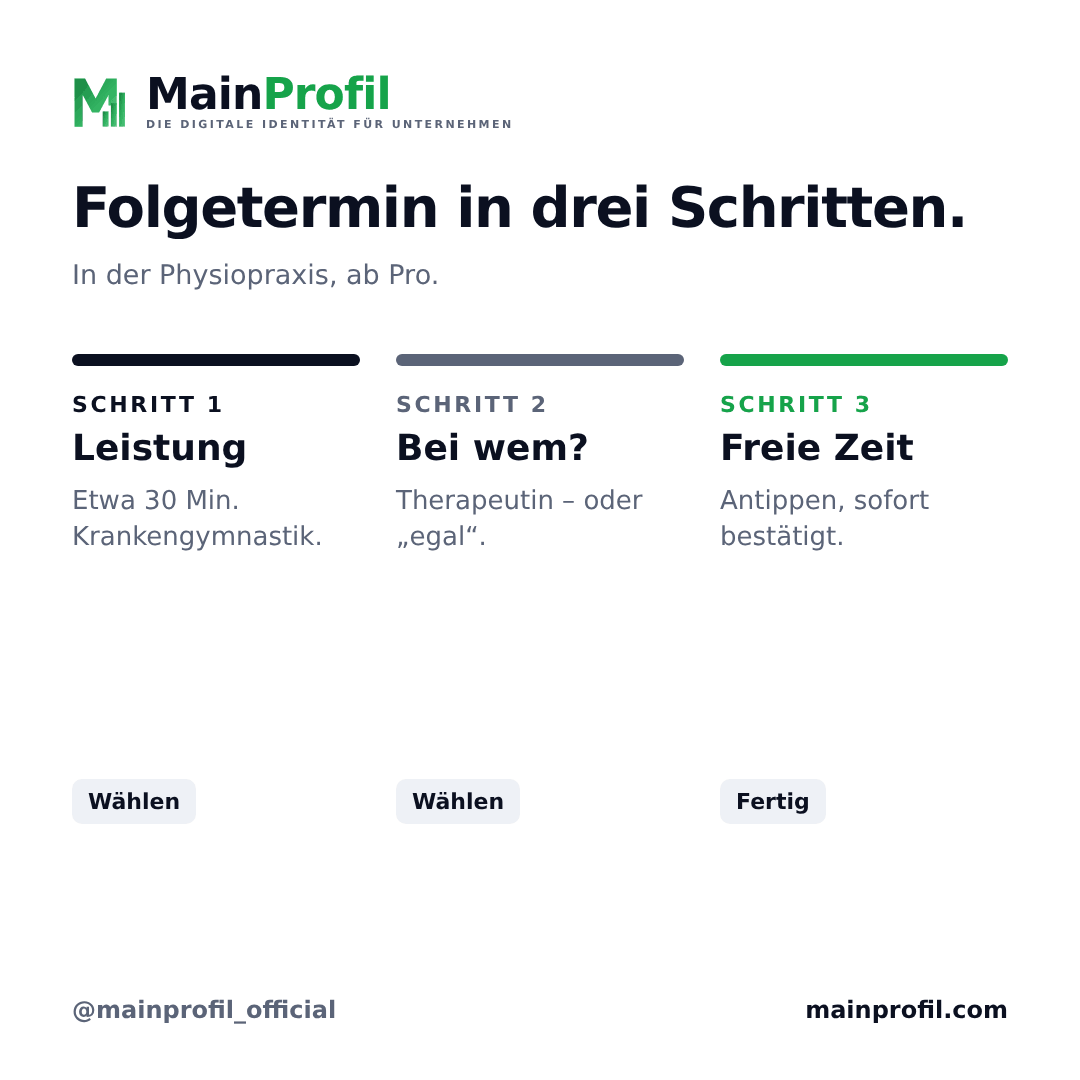 MainProfil
DIE DIGITALE IDENTITÄT FÜR UNTERNEHMEN
Folgetermin in drei Schritten.
In der Physiopraxis, ab Pro.
SCHRITT 1
Leistung
Etwa 30 Min.
Krankengymnastik.
Wählen
SCHRITT 2
Bei wem?
Therapeutin – oder
„egal“.
Wählen
SCHRITT 3
Freie Zeit
Antippen, sofort
bestätigt.
Fertig
@mainprofil_official
mainprofil.com